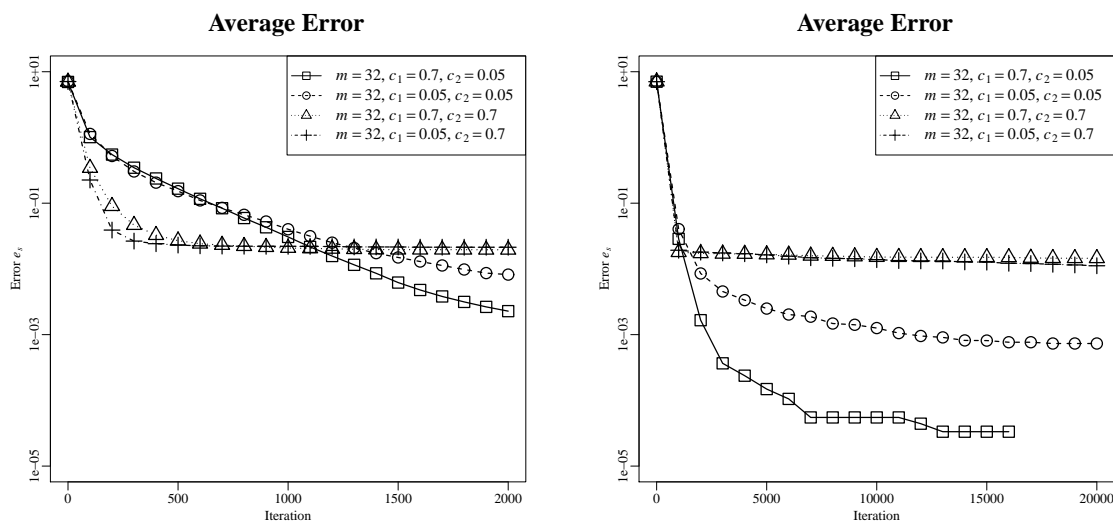 Average Error
m = 32, c1 = 0.7, c2 = 0.05
m = 32, c1 = 0.05, c2 = 0.05
m = 32, c1 = 0.7, c2 = 0.7
m = 32, c1 = 0.05, c2 = 0.7
1e+01
1e−01
1e−03
1e−05
Error es
0 500 1000 1500 2000
Iteration
Average Error
m = 32, c1 = 0.7, c2 = 0.05
m = 32, c1 = 0.05, c2 = 0.05
m = 32, c1 = 0.7, c2 = 0.7
m = 32, c1 = 0.05, c2 = 0.7
1e+01
1e−01
1e−03
1e−05
Error es
0 5000 10000 15000 20000
Iteration